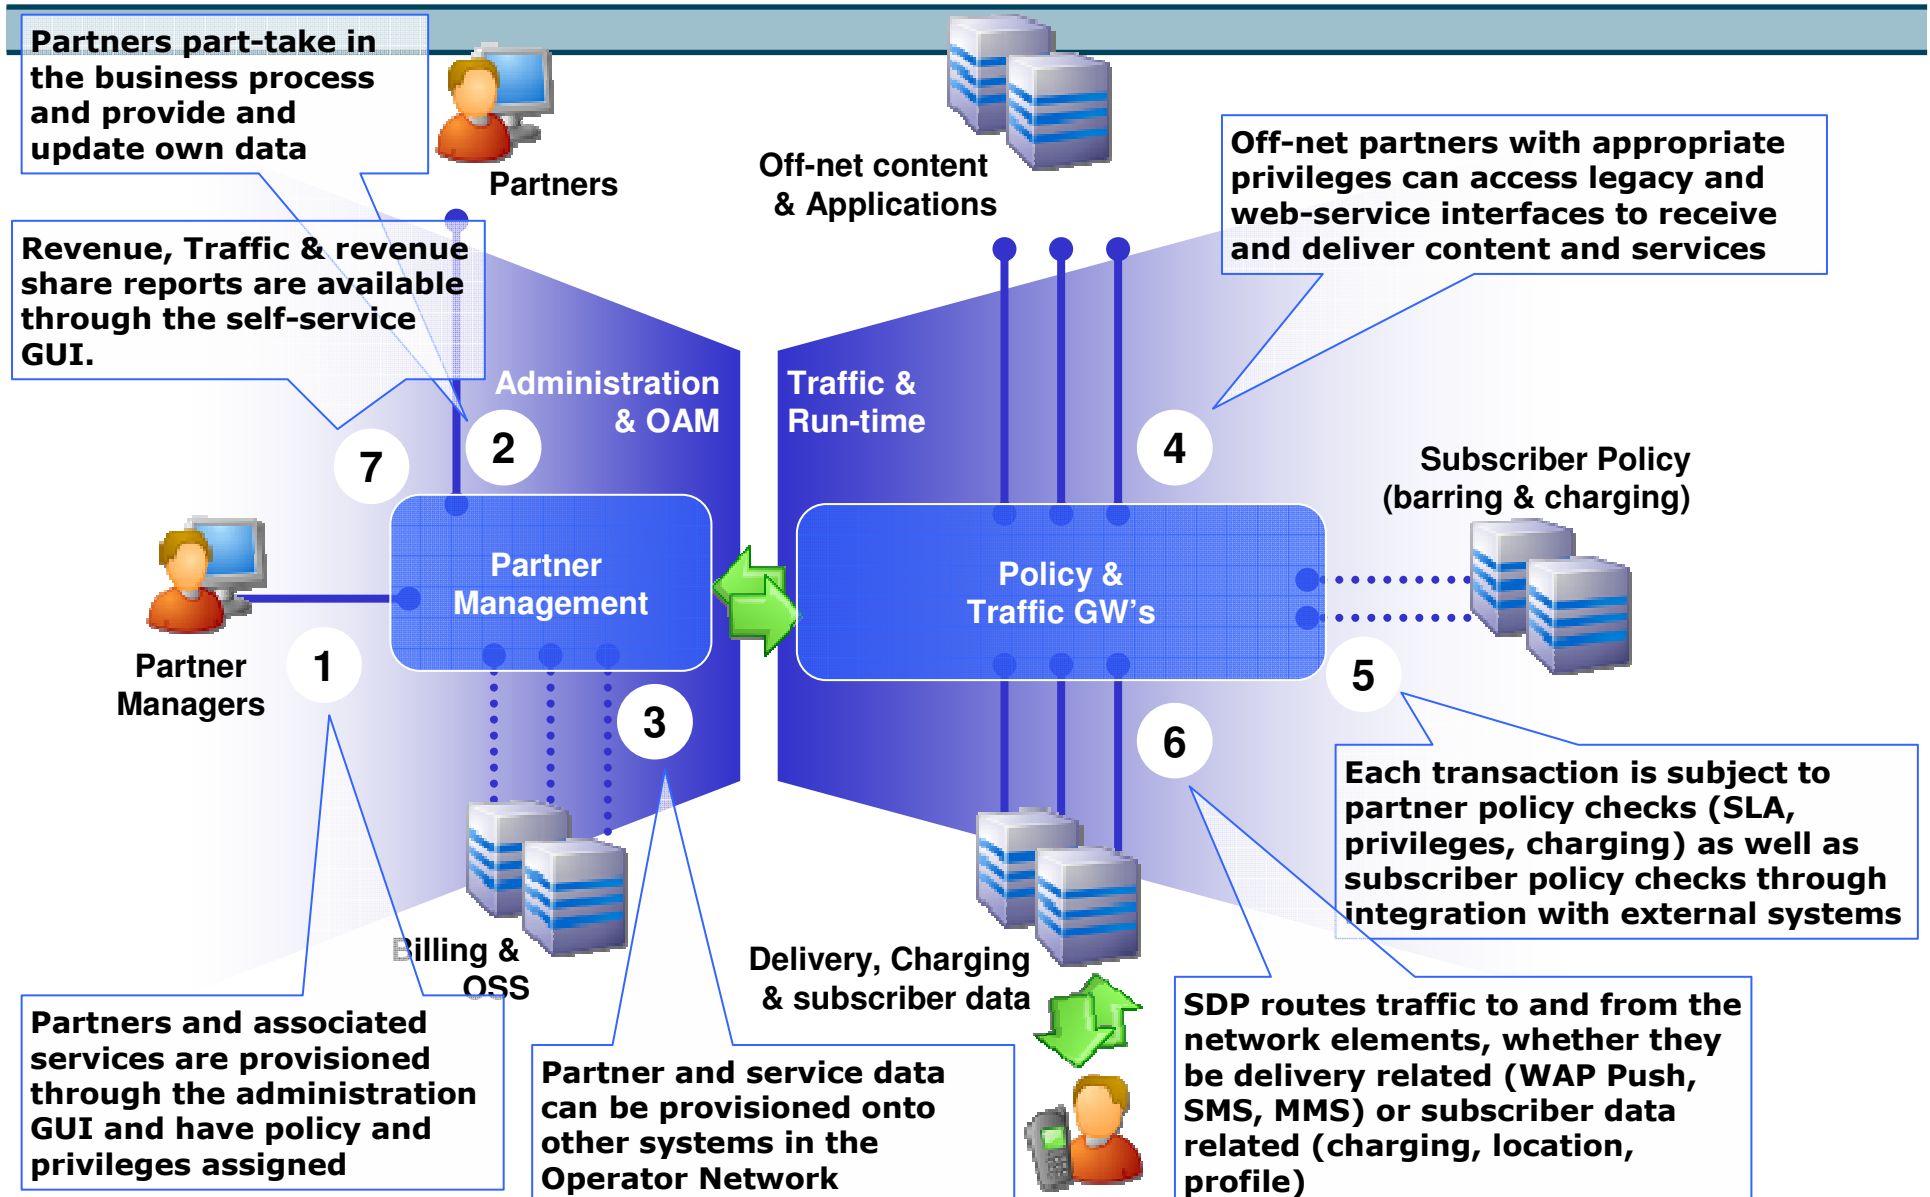 Partners part-take in
the business process
and provide and
update own data
Partners
Off-net content
& Applications
Off-net partners with appropriate
privileges can access legacy and
web-service interfaces to receive
and deliver content and services
Revenue, Traffic & revenue
share reports are available
through the self-service
GUI.
Administration
& OAM
Traffic &
Run-time
7
2
4
Subscriber Policy
(barring & charging)
Partner
Management
Policy &
Traffic GW's
Partner
Managers
1
3
5
6
Each transaction is subject to
partner policy checks (SLA,
privileges, charging) as well as
subscriber policy checks through
integration with external systems
Billing &
OSS
Delivery, Charging
& subscriber data
Partners and associated
services are provisioned
through the administration
GUI and have policy and
privileges assigned
Partner and service data
can be provisioned onto
other systems in the
Operator Network
SDP routes traffic to and from the
network elements, whether they
be delivery related (WAP Push,
SMS, MMS) or subscriber data
related (charging, location,
profile)